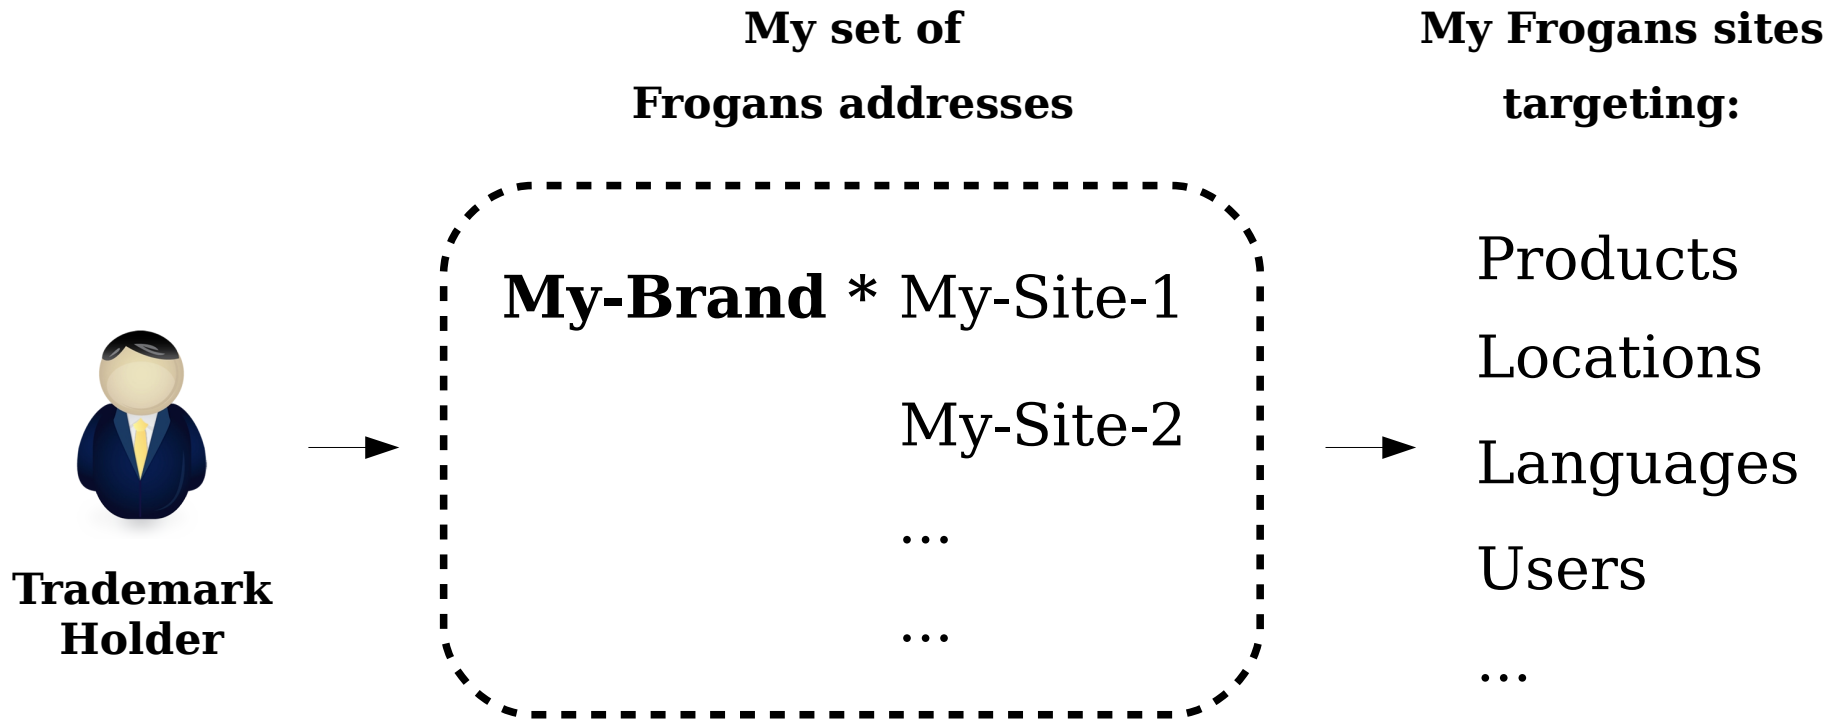 My set of
Frogans addresses
My Frogans sites
targeting:
Trademark
Holder
My-Brand * My-Site-1
My-Site-2
...
...
Products
Locations
Languages
Users
...